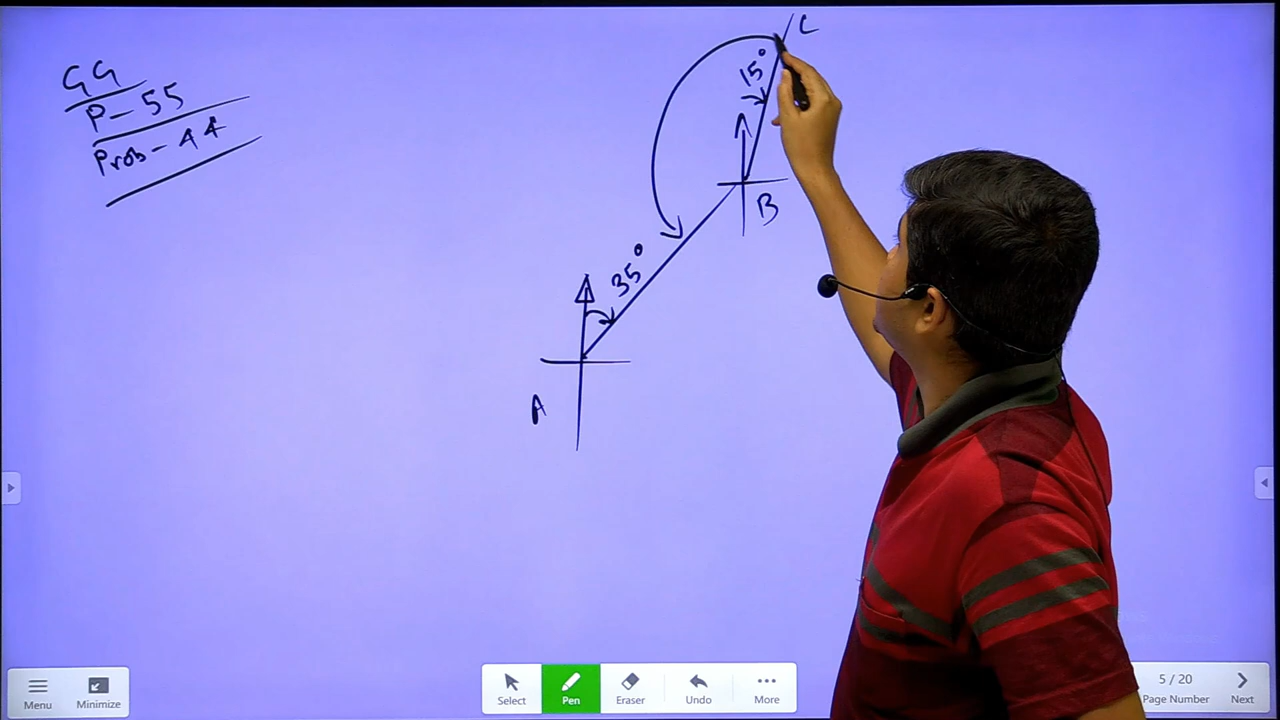 GG
P - 55
Prob - 44
C
15°
B
35°
A
Menu
Minimize
Select
Pen
Eraser
Undo
More
5 / 20
Page Number
Next